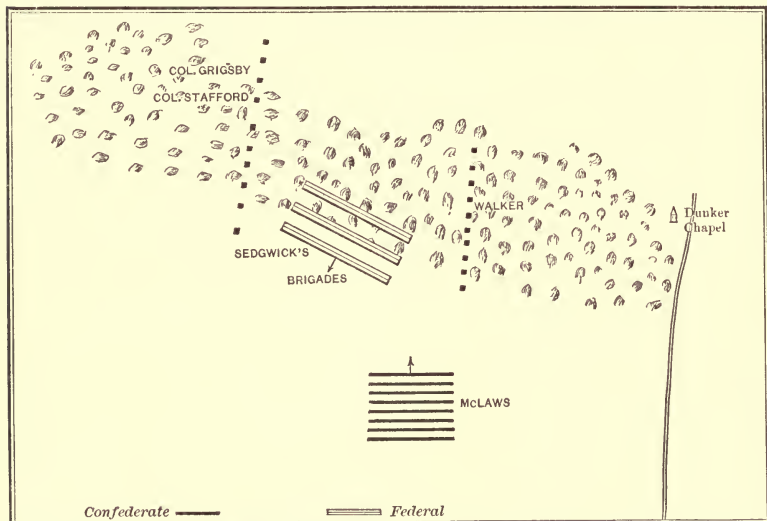 COL. GRIGSBY
COL. STAFFORD
WALKER
Dunker
Chapel
SEDGWICK'S
BRIGADES
McLAWS
Confederate
Federal